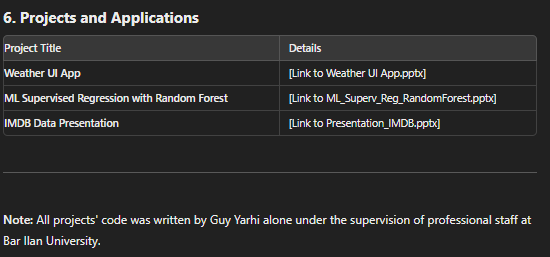 6. Projects and Applications
Project Title Details
Weather UI App [Link to Weather UI App.pptx]
ML Supervised Regression with Random Forest [Link to ML_Superv_Reg_RandomForest.pptx]
IMDB Data Presentation [Link to Presentation_IMDB.pptx]
Note: All projects' code was written by Guy Yarhi alone under the supervision of professional staff at
Bar Ilan University.